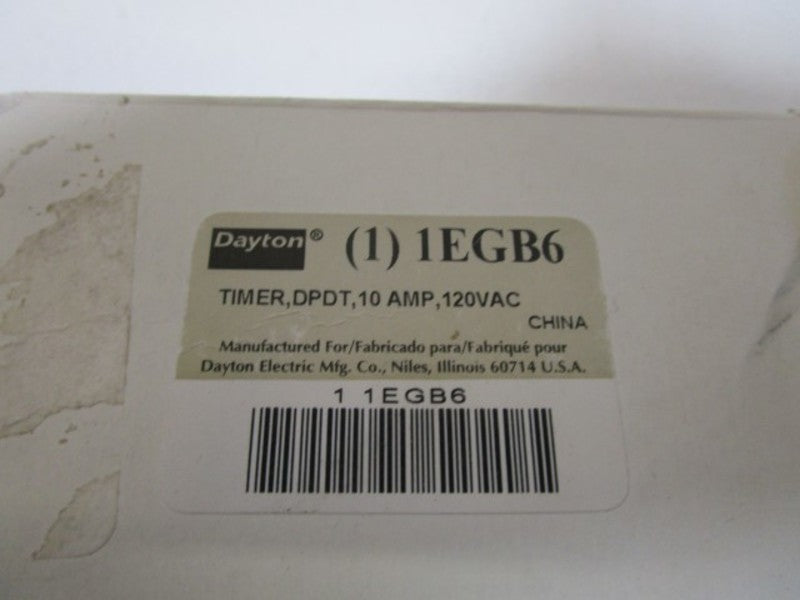 Dayton® (1) 1EGB6
TIMER,DPDT,10 AMP,120VAC
CHINA
Manufactured For/Fabricado para/Fabriqué pour
Dayton Electric Mfg. Co., Niles, Illinois 60714 U.S.A.
1 1EGB6